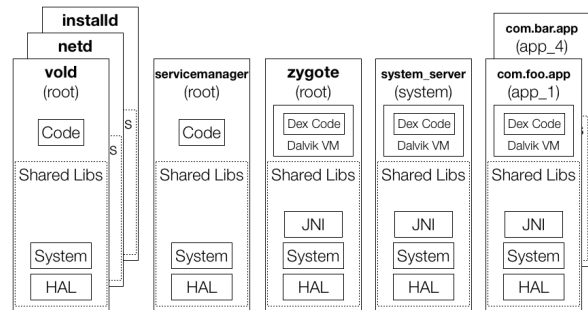 installd
netd
vold
(root)
Code
Shared Libs
System
HAL
s
s
servicemanager
(root)
Code
Shared Libs
System
HAL
zygote
(root)
Dex Code
Dalvik VM
Shared Libs
JNI
System
HAL
system_server
(system)
Dex Code
Dalvik VM
Shared Libs
JNI
System
HAL
com.bar.app
(app_4)
com.foo.app
(app_1)
Dex Code
Dalvik VM
Shared Libs
JNI
System
HAL